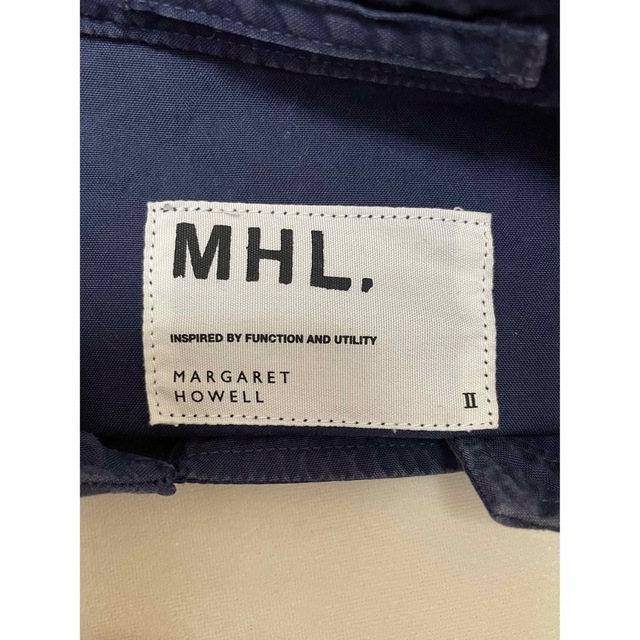 MHL.
INSPIRED BY FUNCTION AND UTILITY
MARGARET
HOWELL
II